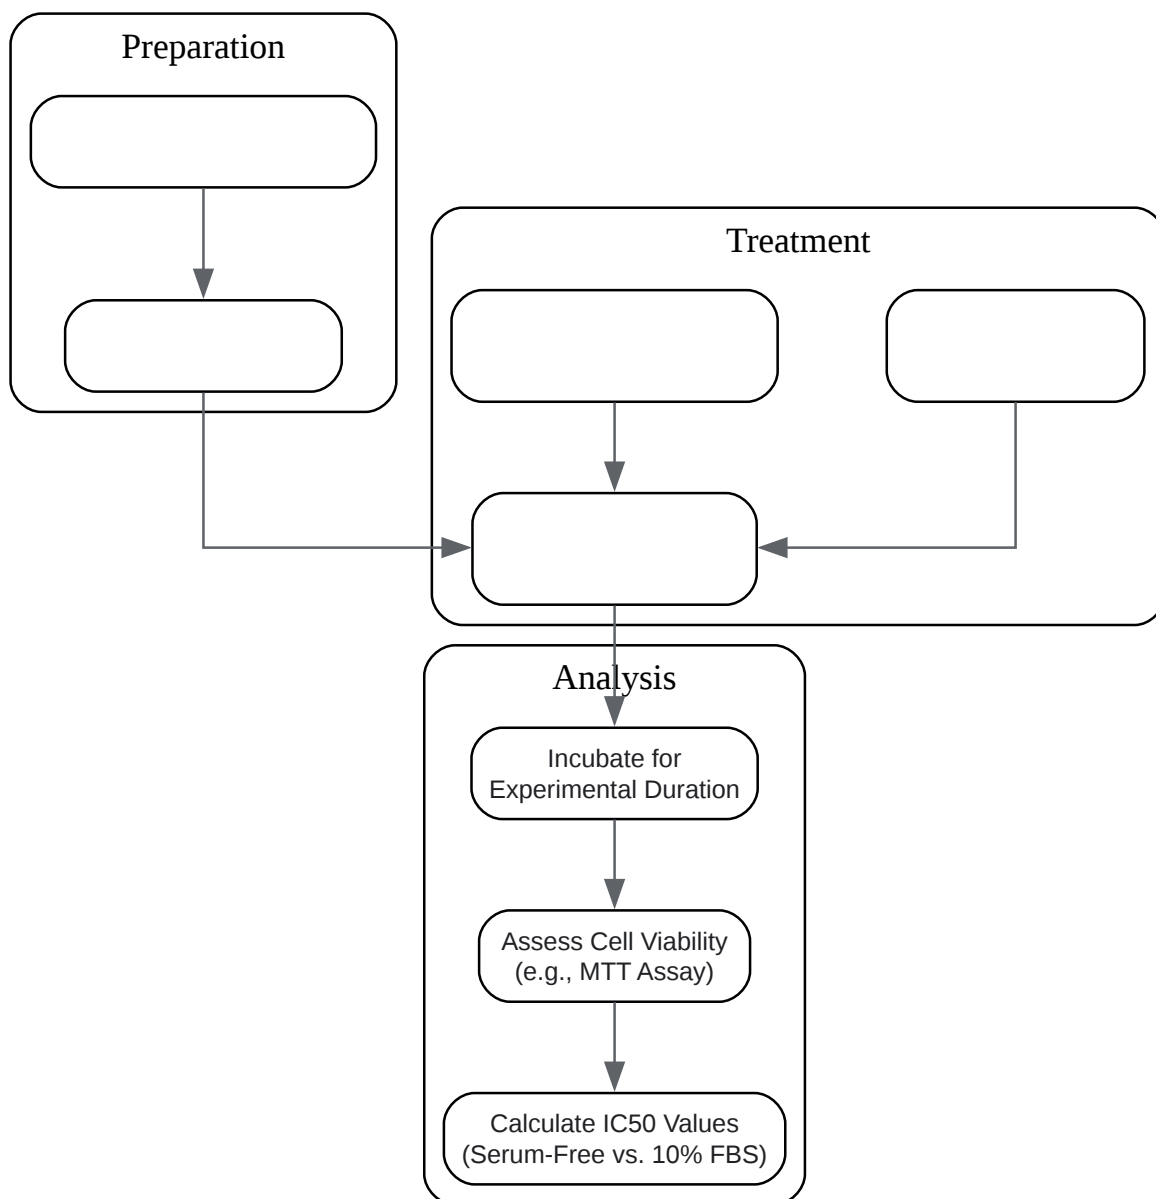 Preparation
Treatment
Analysis
Incubate for
Experimental Duration
Assess Cell Viability
(e.g., MTT Assay)
Calculate IC50 Values
(Serum-Free vs. 10% FBS)